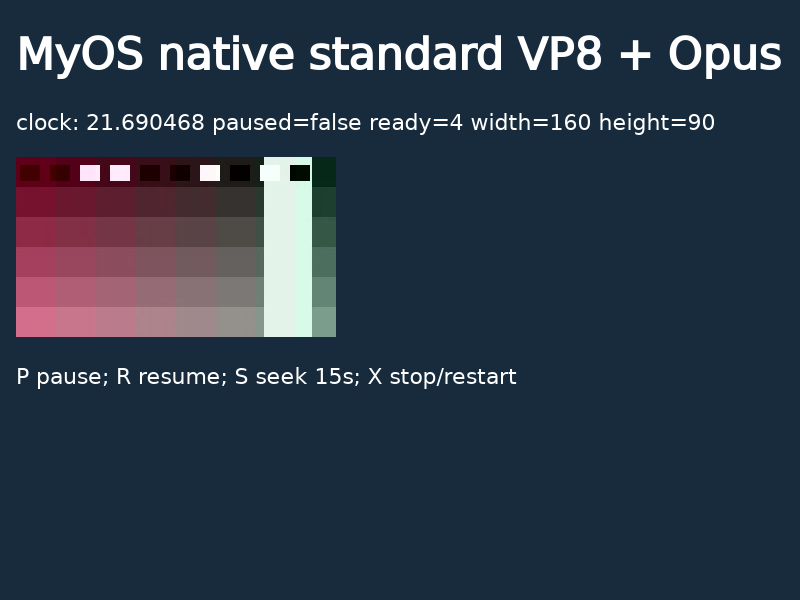 MyOS native standard VP8 + Opus
clock: 21.690468 paused=false ready=4 width=160 height=90
P pause; R resume; S seek 15s; X stop/restart